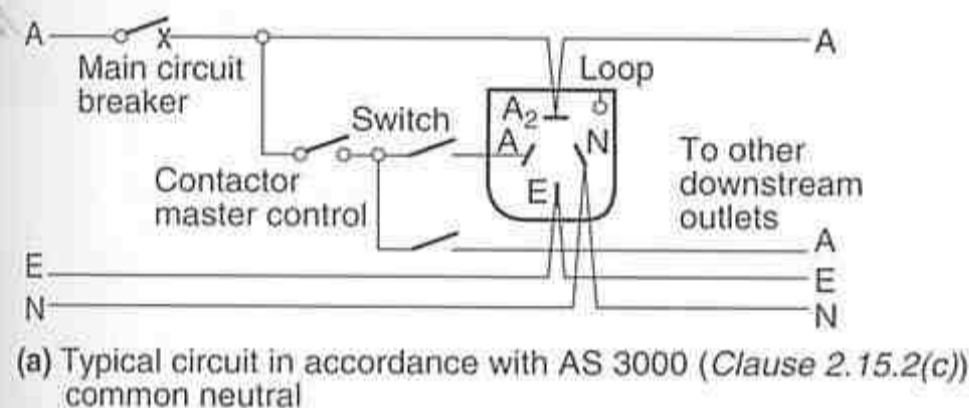 A
A
Main circuit
breaker
Loop
A₂
Switch
A
N
To other
downstream
outlets
Contactor
master control
E
A
E
E
N
N
(a) Typical circuit in accordance with AS 3000 (Clause 2.15.2(c))
common neutral